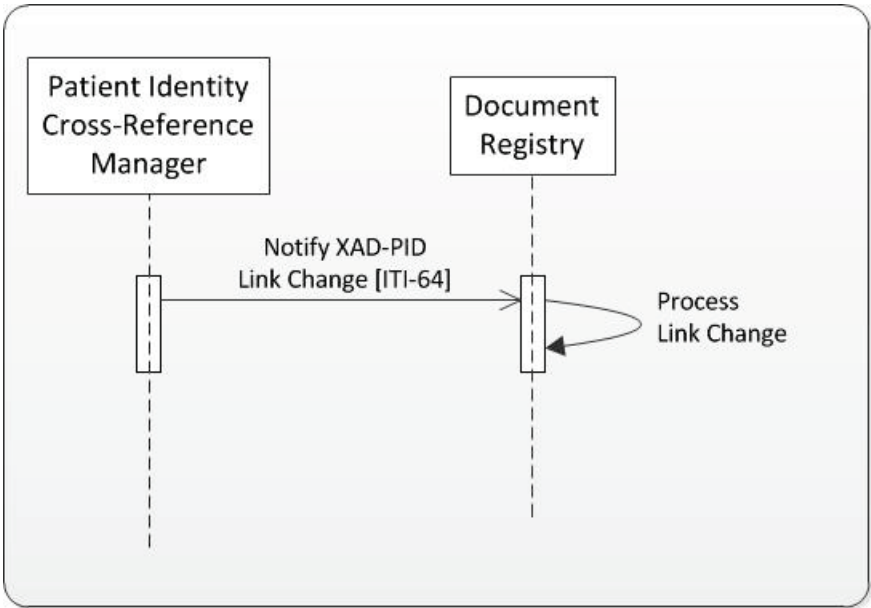 Patient Identity
Cross-Reference
Manager
Document
Registry
Notify XAD-PID
Link Change [ITI-64]
Process
Link Change